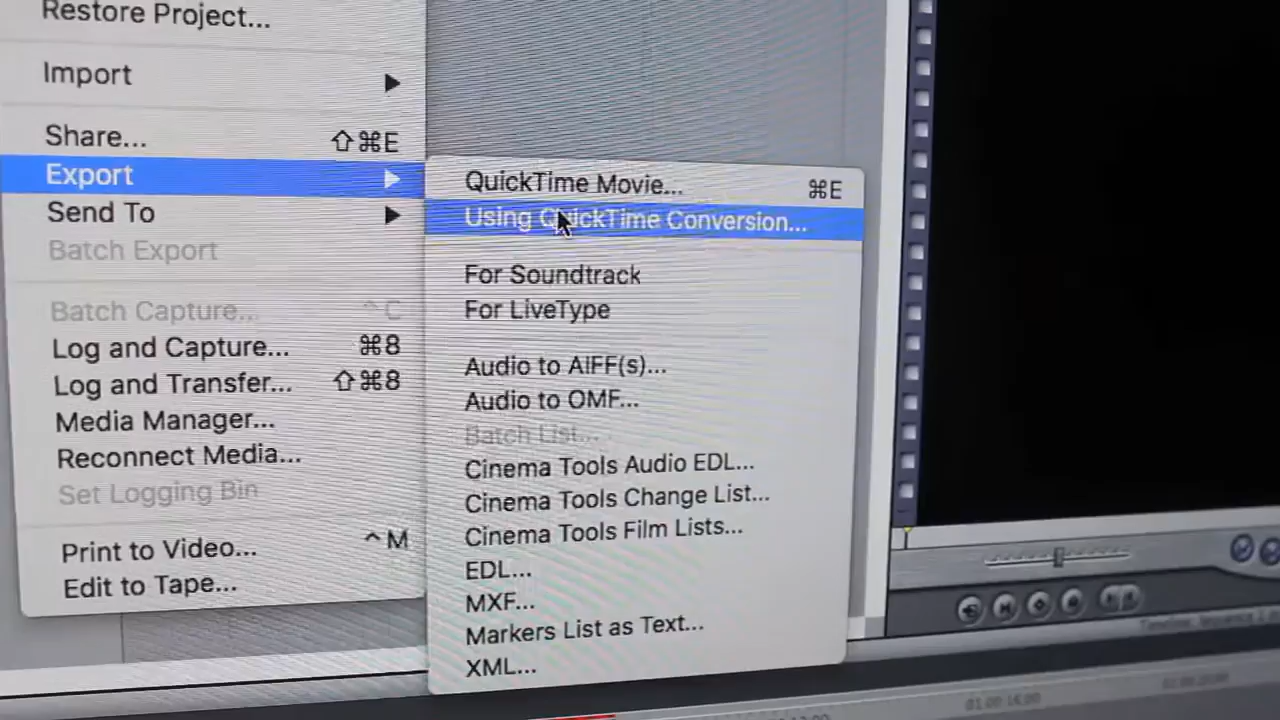 Restore Project...
Import
Share... ⇧⌘E
Export
Send To
Batch Export
Batch Capture... ^C
Log and Capture... ⌘8
Log and Transfer... ⇧⌘8
Media Manager...
Reconnect Media...
Set Logging Bin
Print to Video... ^M
Edit to Tape...
QuickTime Movie... ⌘E
Using QuickTime Conversion...
For Soundtrack
For LiveType
Audio to AIFF(s)...
Audio to OMF...
Batch List...
Cinema Tools Audio EDL...
Cinema Tools Change List...
Cinema Tools Film Lists...
EDL...
MXF...
Markers List as Text...
XML...